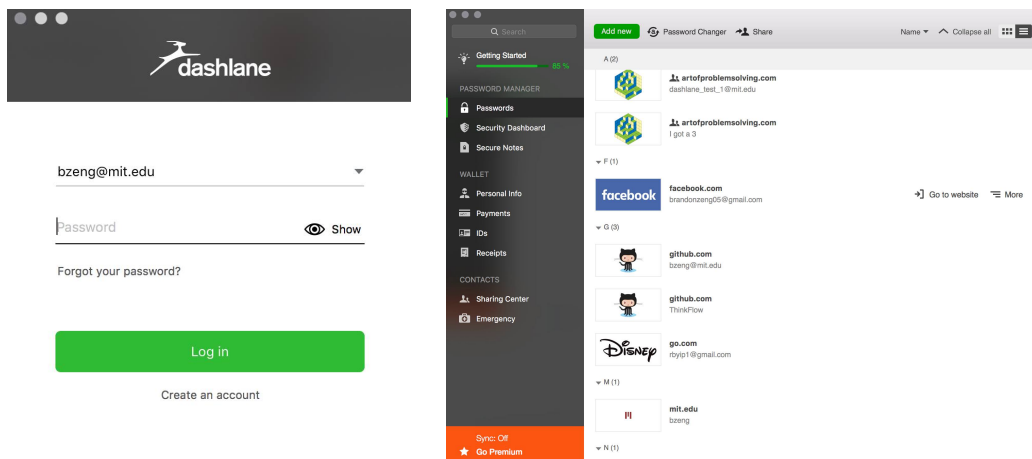 dashlane
bzeng@mit.edu
Password
Show
Forgot your password?
Log in
Create an account
Search
Getting Started
85 %
PASSWORD MANAGER
Passwords
Security Dashboard
Secure Notes
WALLET
Personal Info
Payments
IDs
Receipts
CONTACTS
Sharing Center
Emergency
Sync: Off
Go Premium
Add new Password Changer Share Name Collapse all
A (2)
artofproblemsolving.com
dashlane_test_1@mit.edu
artofproblemsolving.com
I got a 3
F (1)
facebook
facebook.com
brandonzeng05@gmail.com
Go to website More
G (3)
github.com
bzeng@mit.edu
github.com
ThinkFlow
Disney
go.com
rbyip1@gmail.com
M (1)
mit.edu
bzeng
N (1)